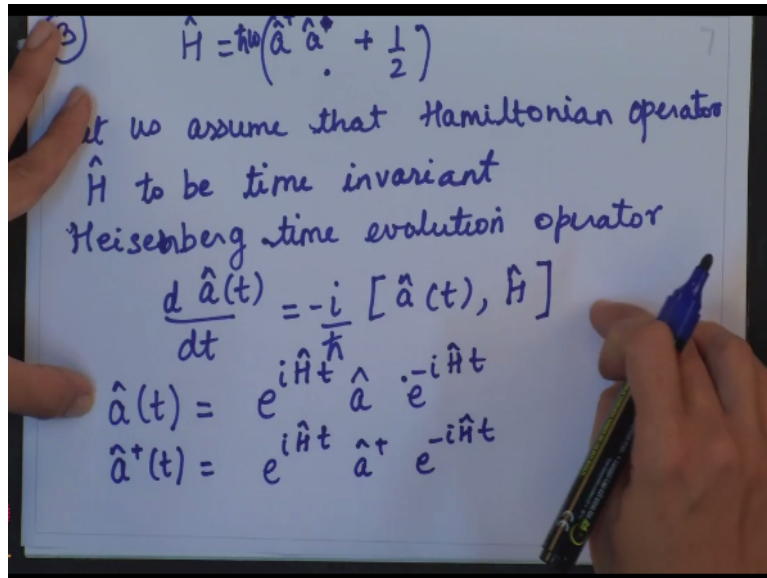 3 Ĥ = ħω(â⁺ â + 1/2)
us assume that Hamiltonian operator
Ĥ to be time invariant
Heisenberg time evolution operator
d â(t)/dt = -i/ħ [â(t), Ĥ]
â(t) = e^{iĤt} â e^{-iĤt}
â⁺(t) = e^{iĤt} â⁺ e^{-iĤt}